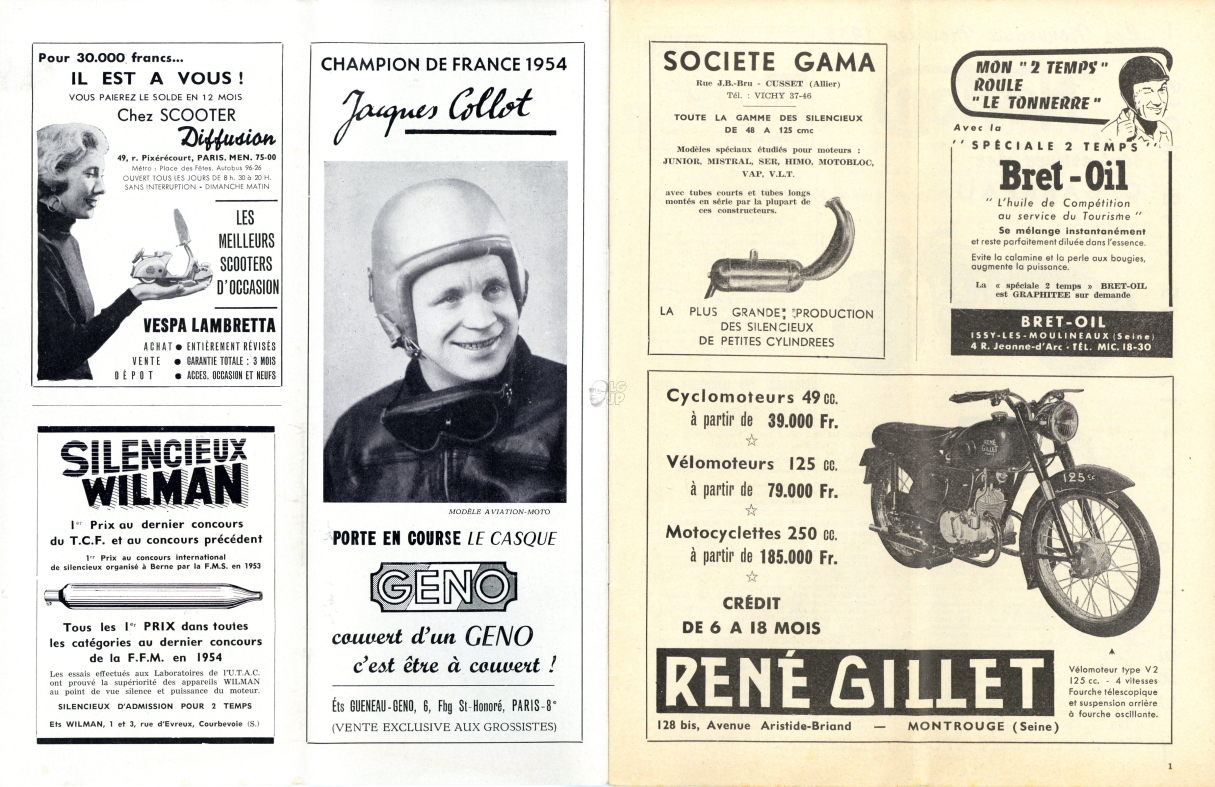 Pour 30.000 francs...
IL EST A VOUS !
VOUS PAIEREZ LE SOLDE EN 12 MOIS
Chez SCOOTER
Diffusion
49, r. Pixérécourt, PARIS. MEN. 75-00
Métro : Place des Fêtes. Autobus 96-26
OUVERT TOUS LES JOURS DE 8 h. 30 à 20 H.
SANS INTERRUPTION - DIMANCHE MATIN
LES
MEILLEURS
SCOOTERS
D'OCCASION
VESPA LAMBRETTA
ACHAT ● ENTIÈREMENT RÉVISÉS
VENTE ● GARANTIE TOTALE : 3 MOIS
DÉPOT ● ACCES. OCCASION ET NEUFS
SILENCIEUX
WILMAN
1er Prix au dernier concours
du T.C.F. et au concours précédent
1er Prix au concours international
de silencieux organisé à Berne par la F.M.S. en 1953
Tous les 1er PRIX dans toutes
les catégories au dernier concours
de la F.F.M. en 1954
Les essais effectués aux Laboratoires de l'U.T.A.C.
ont prouvé la supériorité des appareils WILMAN
au point de vue silence et puissance du moteur.
SILENCIEUX D'ADMISSION POUR 2 TEMPS
Ets WILMAN, 1 et 3, rue d'Evreux, Courbevoie (S.)
CHAMPION DE FRANCE 1954
Jacques Collot
MODÈLE AVIATION-MOTO
PORTE EN COURSE LE CASQUE
GENO
couvert d'un GENO
c'est être à couvert !
Éts GUENEAU-GENO, 6, Fbg St-Honoré, PARIS-8e
(VENTE EXCLUSIVE AUX GROSSISTES)
SOCIETE GAMA
Rue J.B.-Bru - CUSSET (Allier)
Tél. : VICHY 37-46
TOUTE LA GAMME DES SILENCIEUX
DE 48 A 125 cmc
Modèles spéciaux étudiés pour moteurs :
JUNIOR, MISTRAL, SER, HIMO, MOTOBLOC,
VAP, V.L.T.
avec tubes courts et tubes longs
montés en série par la plupart de
ces constructeurs.
LA PLUS GRANDE PRODUCTION
DES SILENCIEUX
DE PETITES CYLINDREES
MON "2 TEMPS"
ROULE
"LE TONNERRE"
Avec la
"SPÉCIALE 2 TEMPS"
Bret-Oil
" L'huile de Compétition
au service du Tourisme "
Se mélange instantanément
et reste parfaitement diluée dans l'essence.
Evite la calamine et la perle aux bougies,
augmente la puissance.
La « spéciale 2 temps » BRET-OIL
est GRAPHITEE sur demande
BRET-OIL
ISSY-LES-MOULINEAUX (Seine)
4 R. Jeanne-d'Arc - TÉL. MIC. 18-30
Cyclomoteurs 49 cc.
à partir de 39.000 Fr.
☆
Vélomoteurs 125 cc.
à partir de 79.000 Fr.
☆
Motocyclettes 250 cc.
à partir de 185.000 Fr.
☆
CRÉDIT
DE 6 A 18 MOIS
RENÉ
GILLET
125cc
RENÉ GILLET
Vélomoteur type V2
125 cc. - 4 vitesses
Fourche télescopique
et suspension arrière
à fourche oscillante.
128 bis, Avenue Aristide-Briand — MONTROUGE (Seine)
1